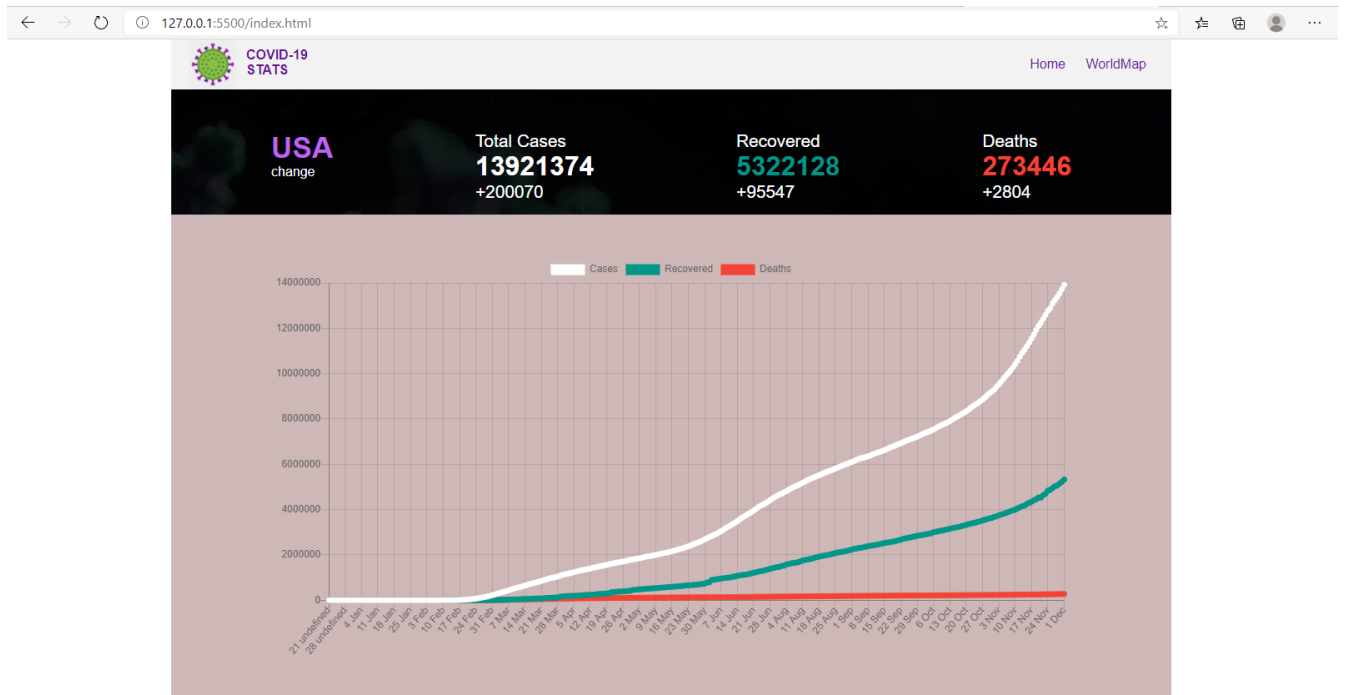 127.0.0.1:5500/index.html
COVID-19
STATS
Home WorldMap
USA
change
Total Cases
13921374
+200070
Recovered
5322128
+95547
Deaths
273446
+2804
Cases Recovered Deaths
14000000
12000000
10000000
8000000
6000000
4000000
2000000
0
21 undefined
28 undefined
4 Jan
11 Jan
18 Jan
25 Jan
3 Feb
10 Feb
17 Feb
24 Feb
31 Feb
7 Mar
14 Mar
21 Mar
28 Mar
5 Apr
12 Apr
19 Apr
26 Apr
2 May
9 May
16 May
23 May
30 May
7 Jun
14 Jun
21 Jun
28 Jun
4 Aug
11 Aug
18 Aug
25 Aug
1 Sep
8 Sep
15 Sep
22 Sep
29 Sep
6 Oct
13 Oct
20 Oct
27 Oct
3 Nov
10 Nov
17 Nov
24 Nov
1 Dec